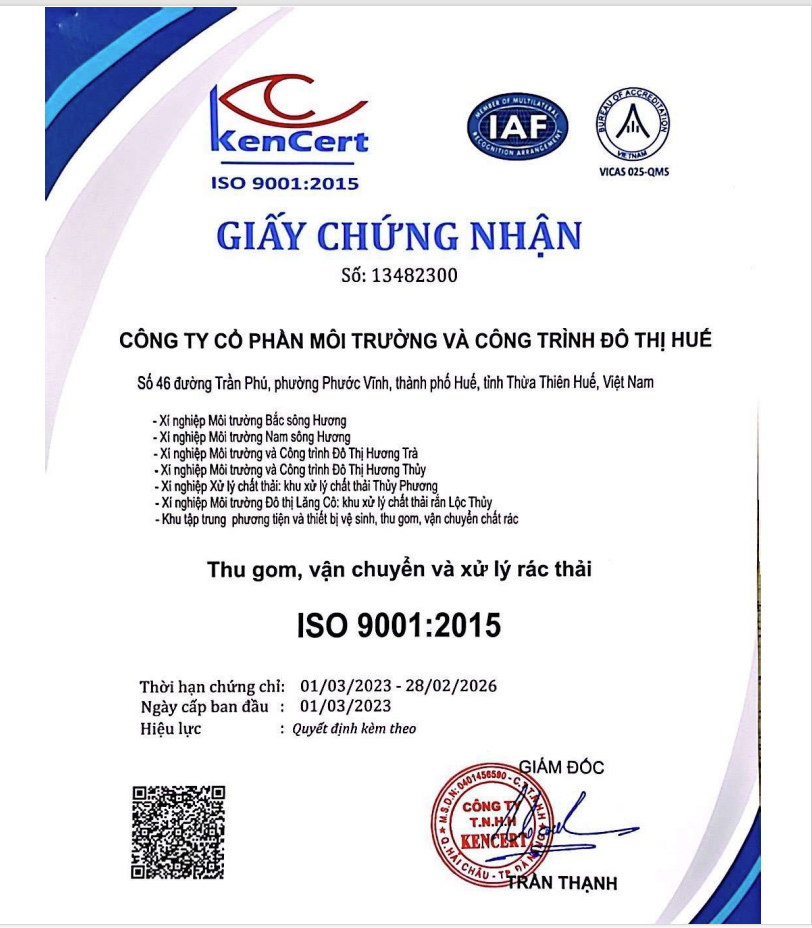 KenCert
ISO 9001:2015
MEMBER OF MULTILATERAL
IAF
RECOGNITION ARRANGEMENT
BUREAU OF ACCREDITATION
VIETNAM
VICAS 025-QMS
GIẤY CHỨNG NHẬN
Số: 13482300
CÔNG TY CỔ PHẦN MÔI TRƯỜNG VÀ CÔNG TRÌNH ĐÔ THỊ HUẾ
Số 46 đường Trần Phú, phường Phước Vĩnh, thành phố Huế, tỉnh Thừa Thiên Huế, Việt Nam
- Xí nghiệp Môi trường Bắc sông Hương
- Xí nghiệp Môi trường Nam sông Hương
- Xí nghiệp Môi trường và Công trình Đô Thị Hương Trà
- Xí nghiệp Môi trường và Công trình Đô Thị Hương Thủy
- Xí nghiệp Xử lý chất thải: khu xử lý chất thải Thủy Phương
- Xí nghiệp Môi trường Đô thị Lăng Cô: khu xử lý chất thải rắn Lộc Thủy
- Khu tập trung phương tiện và thiết bị vệ sinh, thu gom, vận chuyển chất rác
Thu gom, vận chuyển và xử lý rác thải
ISO 9001:2015
Thời hạn chứng chỉ: 01/03/2023 - 28/02/2026
Ngày cấp ban đầu : 01/03/2023
Hiệu lực : Quyết định kèm theo
GIÁM ĐỐC
M.S.D.N: 0401456590 - C.T.T.N.H.H
CÔNG TY
T.N.H.H
KENCERT
Q. HẢI CHÂU - TP. ĐÀ NẴNG
TRẦN THẠNH